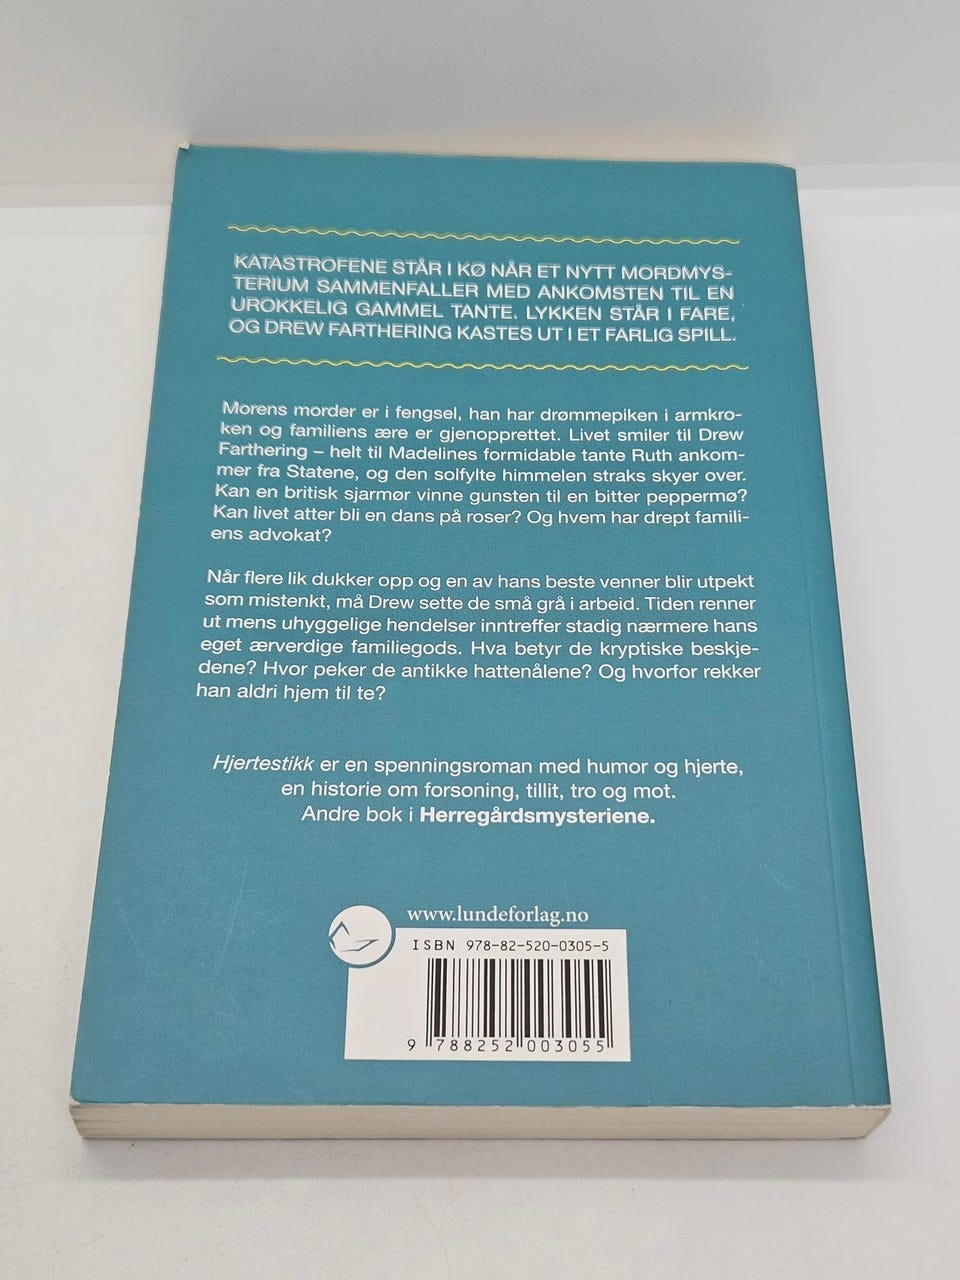 KATASTROFENE STÅR I KØ NÅR ET NYTT MORDMYS-
TERIUM SAMMENFALLER MED ANKOMSTEN TIL EN
UROKKELIG GAMMEL TANTE. LYKKEN STÅR I FARE,
OG DREW FARTHERING KASTES UT I ET FARLIG SPILL.
Morens morder er i fengsel, han har drømmepiken i armkro-
ken og familiens ære er gjenopprettet. Livet smiler til Drew
Farthering – helt til Madelines formidable tante Ruth ankom-
mer fra Statene, og den solfylte himmelen straks skyer over.
Kan en britisk sjarmør vinne gunsten til en bitter peppermø?
Kan livet atter bli en dans på roser? Og hvem har drept famili-
ens advokat?
Når flere lik dukker opp og en av hans beste venner blir utpekt
som mistenkt, må Drew sette de små grå i arbeid. Tiden renner
ut mens uhyggelige hendelser inntreffer stadig nærmere hans
eget ærverdige familiegods. Hva betyr de kryptiske beskje-
dene? Hvor peker de antikke hattenålene? Og hvorfor rekker
han aldri hjem til te?
Hjertestikk er en spenningsroman med humor og hjerte,
en historie om forsoning, tillit, tro og mot.
Andre bok i Herregårdsmysteriene.
www.lundeforlag.no
ISBN 978-82-520-0305-5
9 788252 003055